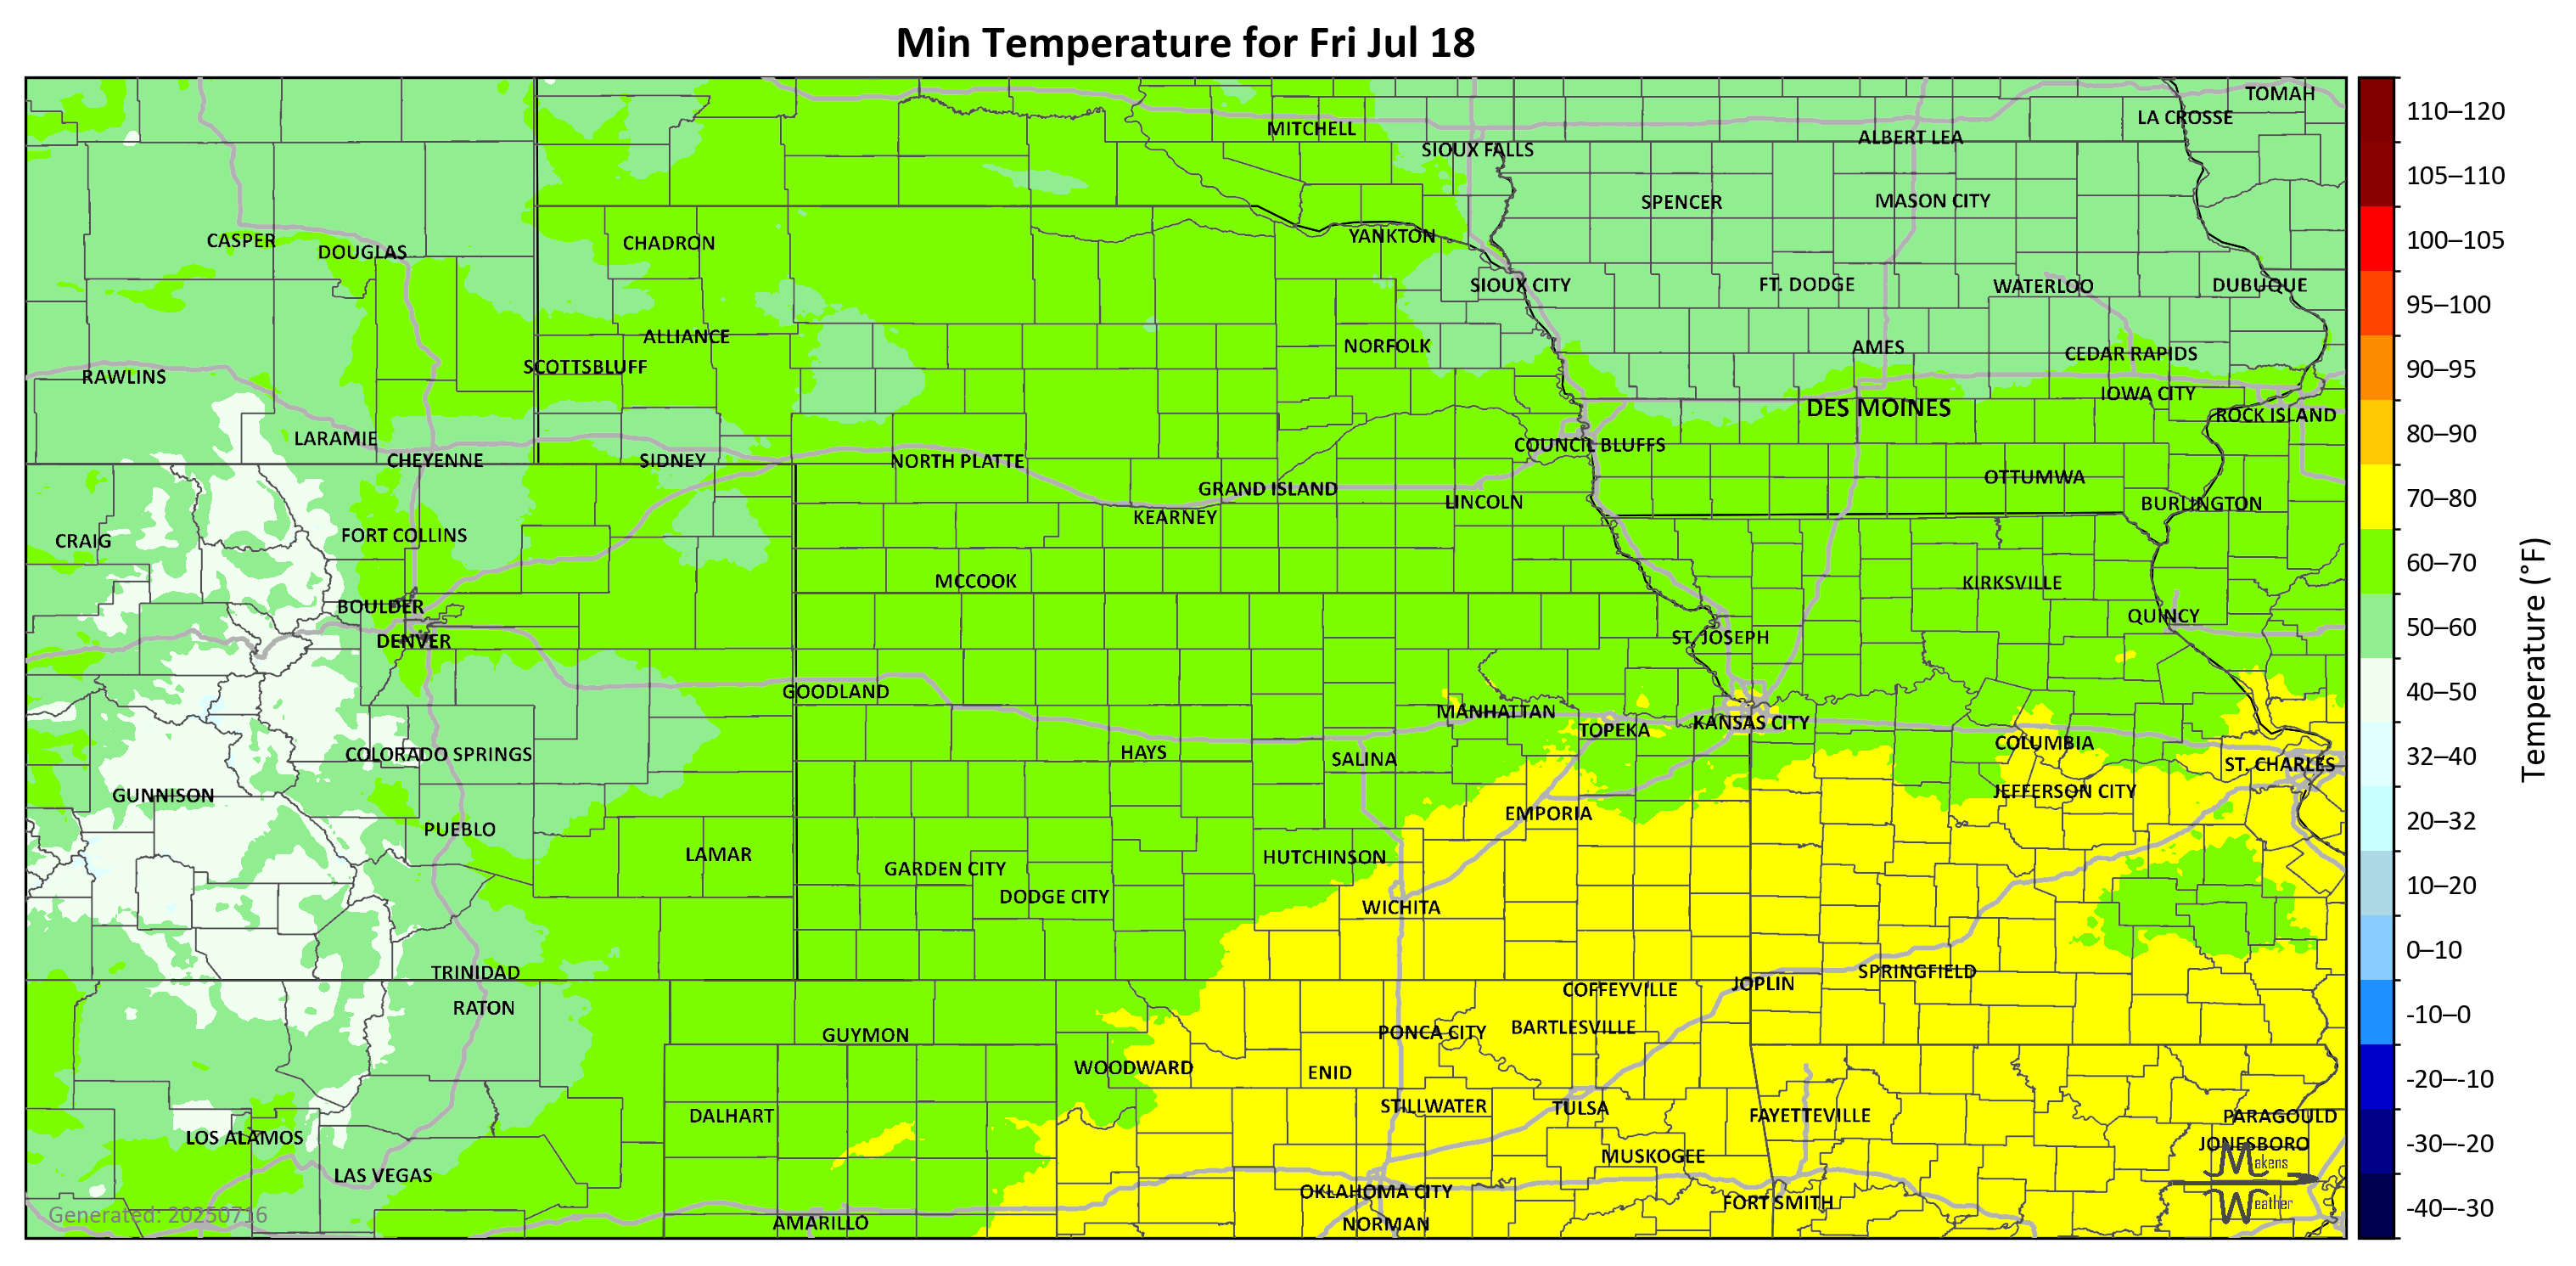 Min Temperature for Fri Jul 18
TOMAH
LA CROSSE
MITCHELL
ALBERT LEA
SIOUX FALLS
SPENCER
MASON CITY
CASPER
DOUGLAS
CHADRON
YANKTON
SIOUX CITY
FT. DODGE
WATERLOO
DUBUQUE
ALLIANCE
NORFOLK
AMES
CEDAR RAPIDS
SCOTTSBLUFF
RAWLINS
IOWA CITY
DES MOINES
ROCK ISLAND
LARAMIE
COUNCIL BLUFFS
CHEYENNE
SIDNEY
NORTH PLATTE
OTTUMWA
GRAND ISLAND
LINCOLN
BURLINGTON
KEARNEY
FORT COLLINS
CRAIG
MCCOOK
KIRKSVILLE
BOULDER
QUINCY
DENVER
ST. JOSEPH
GOODLAND
MANHATTAN
KANSAS CITY
TOPEKA
COLUMBIA
COLORADO SPRINGS
HAYS
SALINA
ST. CHARLES
GUNNISON
JEFFERSON CITY
EMPORIA
PUEBLO
LAMAR
HUTCHINSON
GARDEN CITY
DODGE CITY
WICHITA
TRINIDAD
SPRINGFIELD
JOPLIN
COFFEYVILLE
RATON
BARTLESVILLE
PONCA CITY
GUYMON
WOODWARD
ENID
STILLWATER
TULSA
DALHART
FAYETTEVILLE
PARAGOULD
LOS ALAMOS
JONESBORO
MUSKOGEE
LAS VEGAS
OKLAHOMA CITY
FORT SMITH
AMARILLO
NORMAN
Makens
Weather
Generated: 20250716
110–120
105–110
100–105
95–100
90–95
80–90
70–80
60–70
50–60
40–50
32–40
20–32
10–20
0–10
-10–0
-20–-10
-30–-20
-40–-30
Temperature (°F)